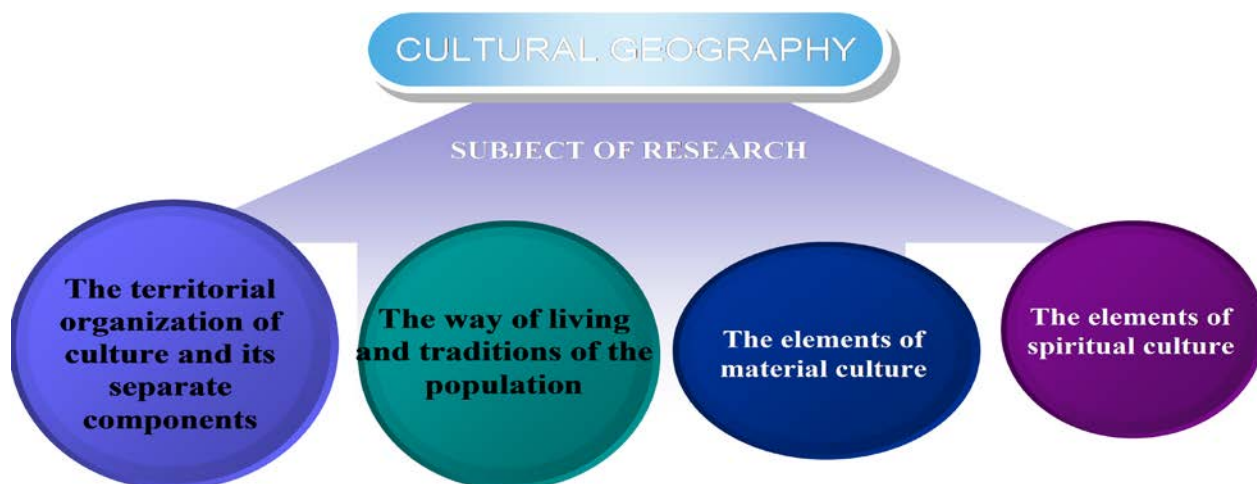 CULTURAL GEOGRAPHY
SUBJECT OF RESEARCH
The territorial
organization of
culture and its
separate
components
The way of living
and traditions of the
population
The elements of
material culture
The elements of
spiritual culture